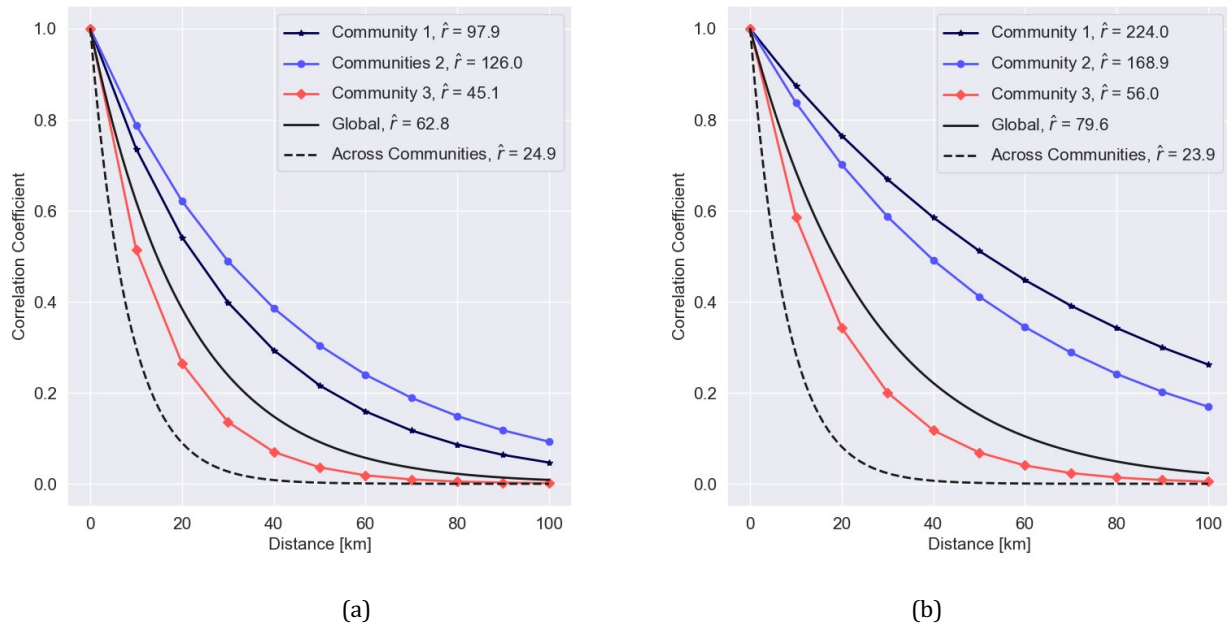 1.0
0.8
0.6
0.4
0.2
0.0
Correlation Coefficient
0 20 40 60 80 100
Distance [km]
Community 1, r̂ = 97.9
Communities 2, r̂ = 126.0
Community 3, r̂ = 45.1
Global, r̂ = 62.8
Across Communities, r̂ = 24.9
(a)
1.0
0.8
0.6
0.4
0.2
0.0
Correlation Coefficient
0 20 40 60 80 100
Distance [km]
Community 1, r̂ = 224.0
Community 2, r̂ = 168.9
Community 3, r̂ = 56.0
Global, r̂ = 79.6
Across Communities, r̂ = 23.9
(b)